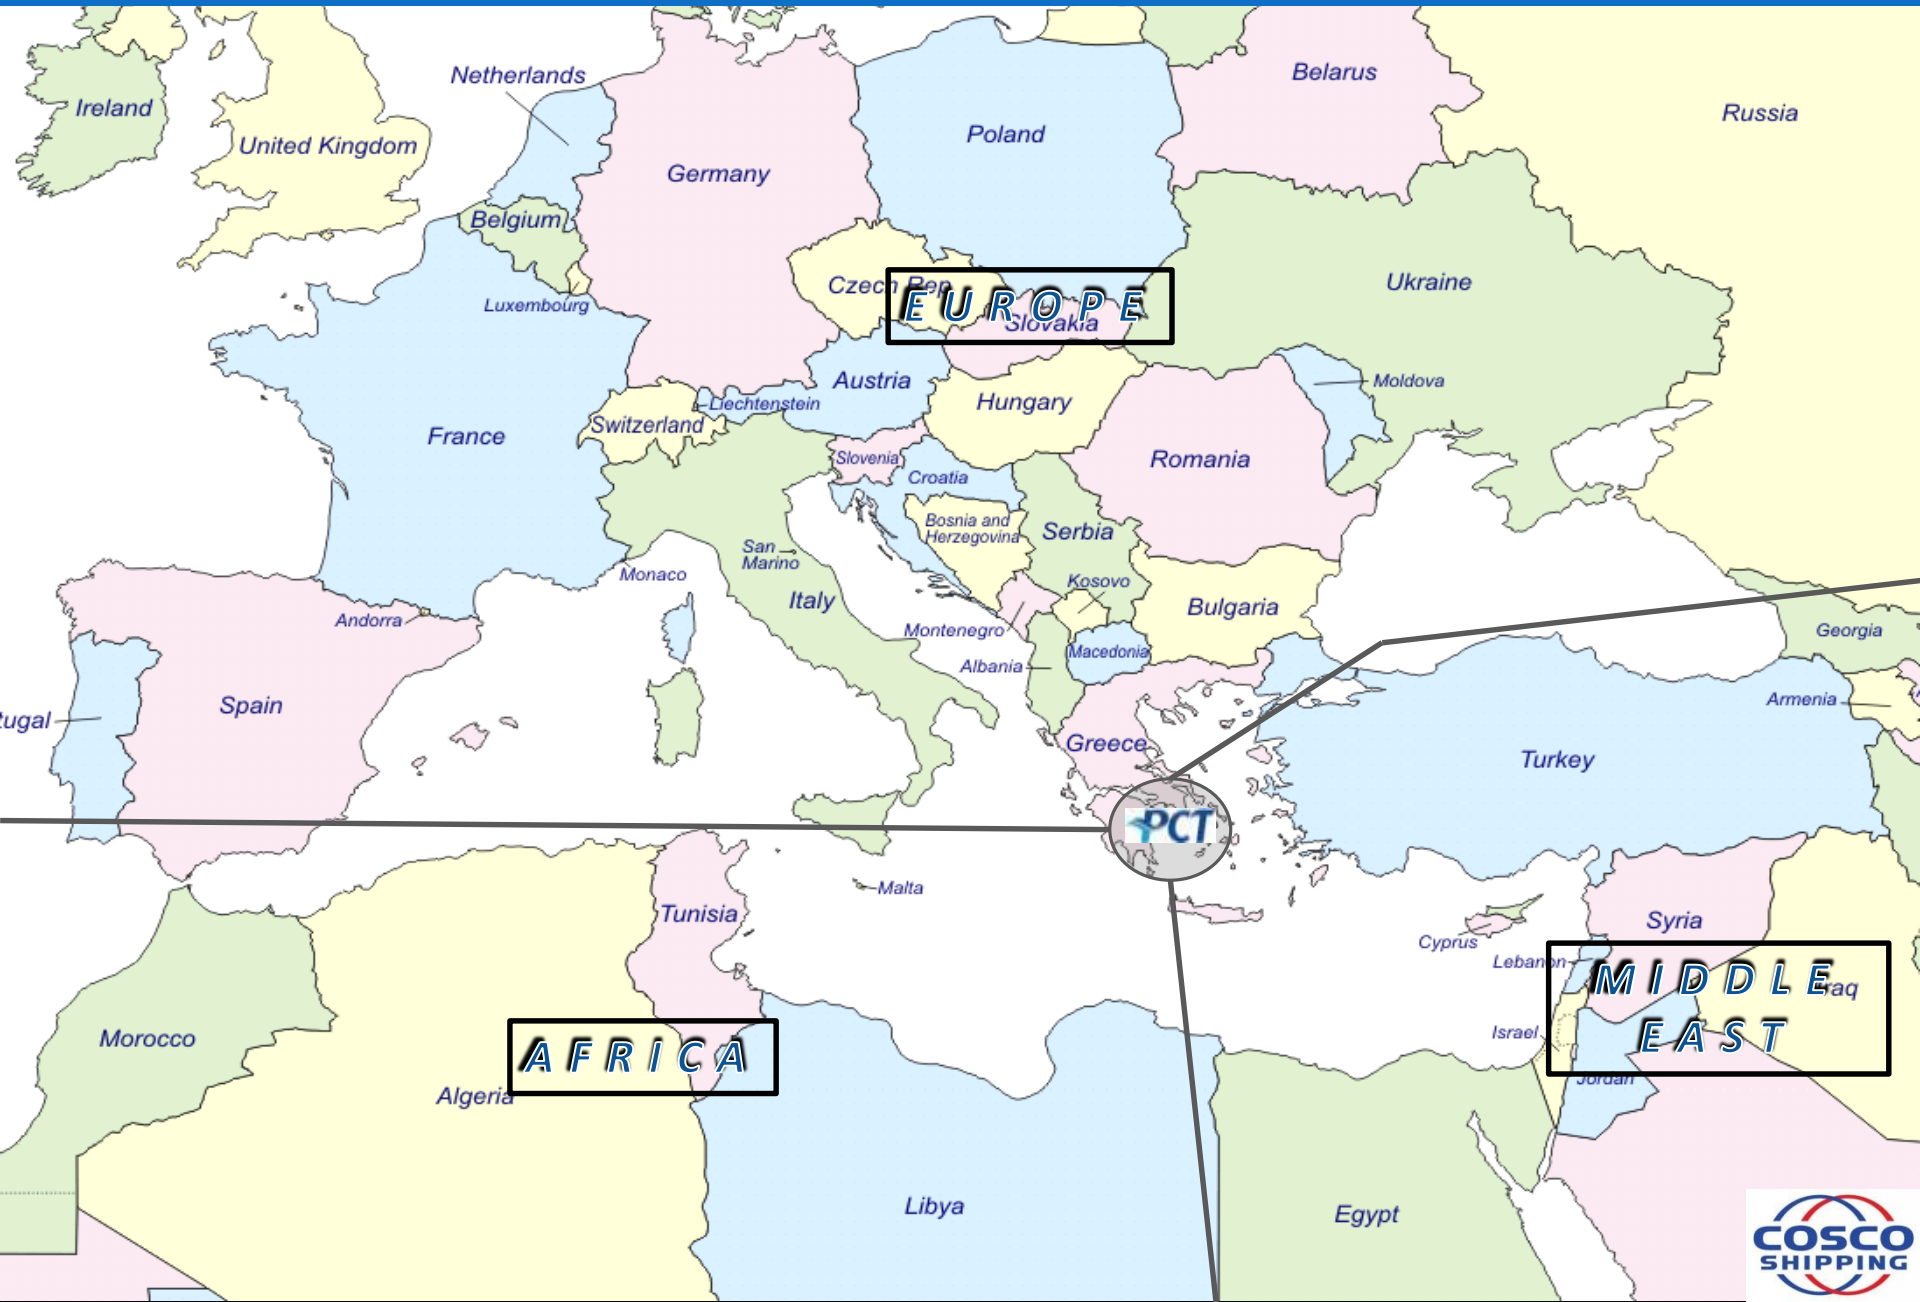 Netherlands
Belarus
Ireland
Russia
Poland
United Kingdom
Germany
Belgium
Czech Rep
Ukraine
EUROPE
Luxembourg
Slovakia
Austria
Moldova
Liechtenstein
Hungary
Switzerland
France
Slovenia
Romania
Croatia
Bosnia and
Herzegovina
Serbia
San
Marino
Monaco
Kosovo
Italy
Bulgaria
Andorra
Montenegro
Georgia
Macedonia
Albania
Armenia
Spain
tugal
Greece
Turkey
PCT
Malta
Tunisia
Syria
Cyprus
Lebanon
MIDDLE
raq
EAST
Israel
Morocco
AFRICA
Jordan
Algeria
Libya
Egypt
COSCO
SHIPPING